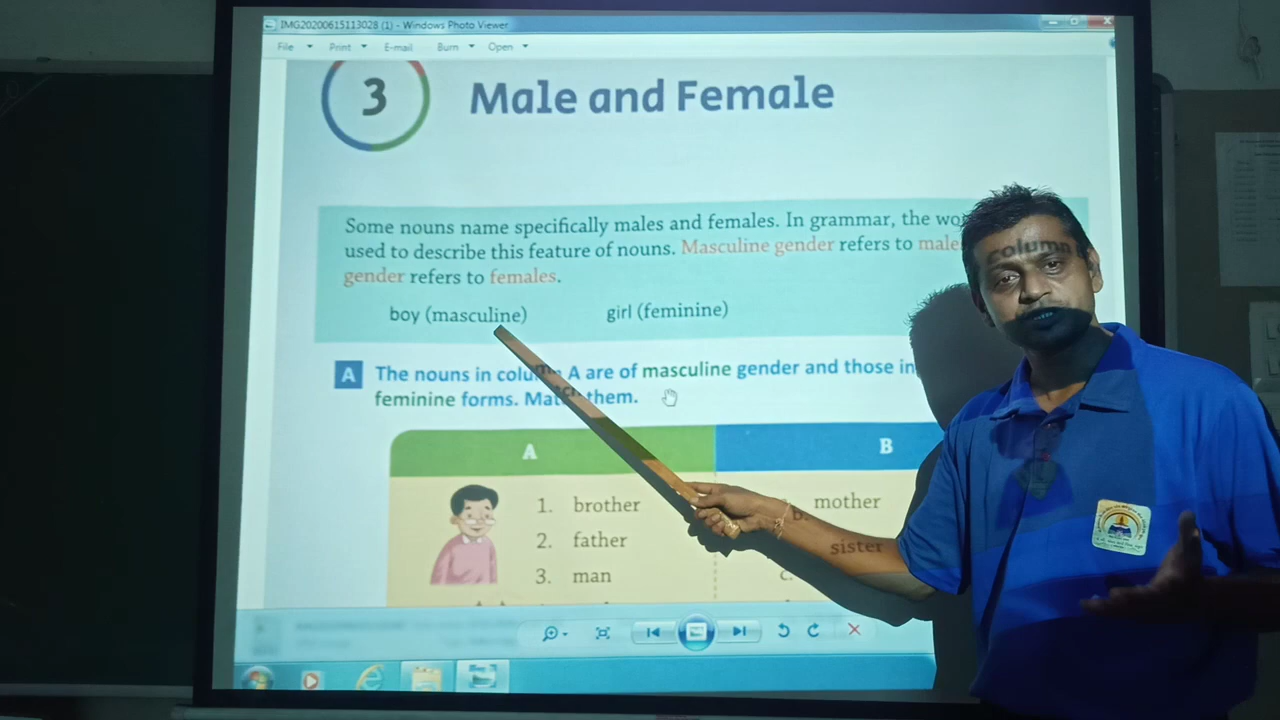 IMG20200615113028 (1) - Windows Photo Viewer
File Print E-mail Burn Open
3 Male and Female
Some nouns name specifically males and females. In grammar, the
used to describe this feature of nouns. Masculine gender refers to male
gender refers to females.
boy (masculine) girl (feminine)
A The nouns in column A are of masculine gender and those in column
feminine forms. Match them.
A B
1. brother mother
2. father b. sister
3. man c.